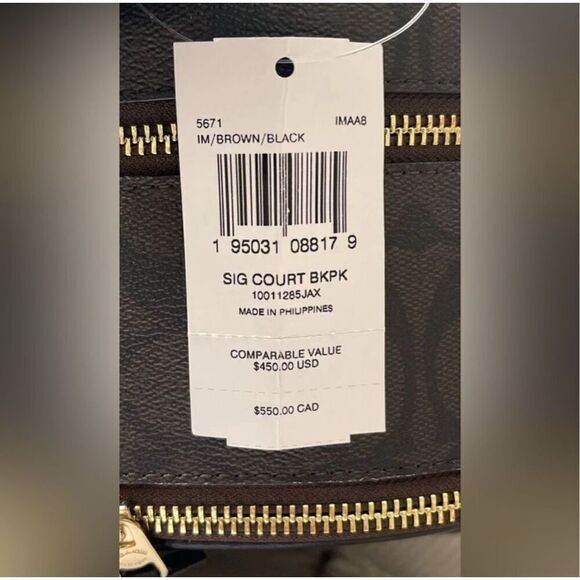 5671 IMAA8
IM/BROWN/BLACK
1 95031 08817 9
SIG COURT BKPK
10011285JAX
MADE IN PHILIPPINES
COMPARABLE VALUE
$450.00 USD
$550.00 CAD